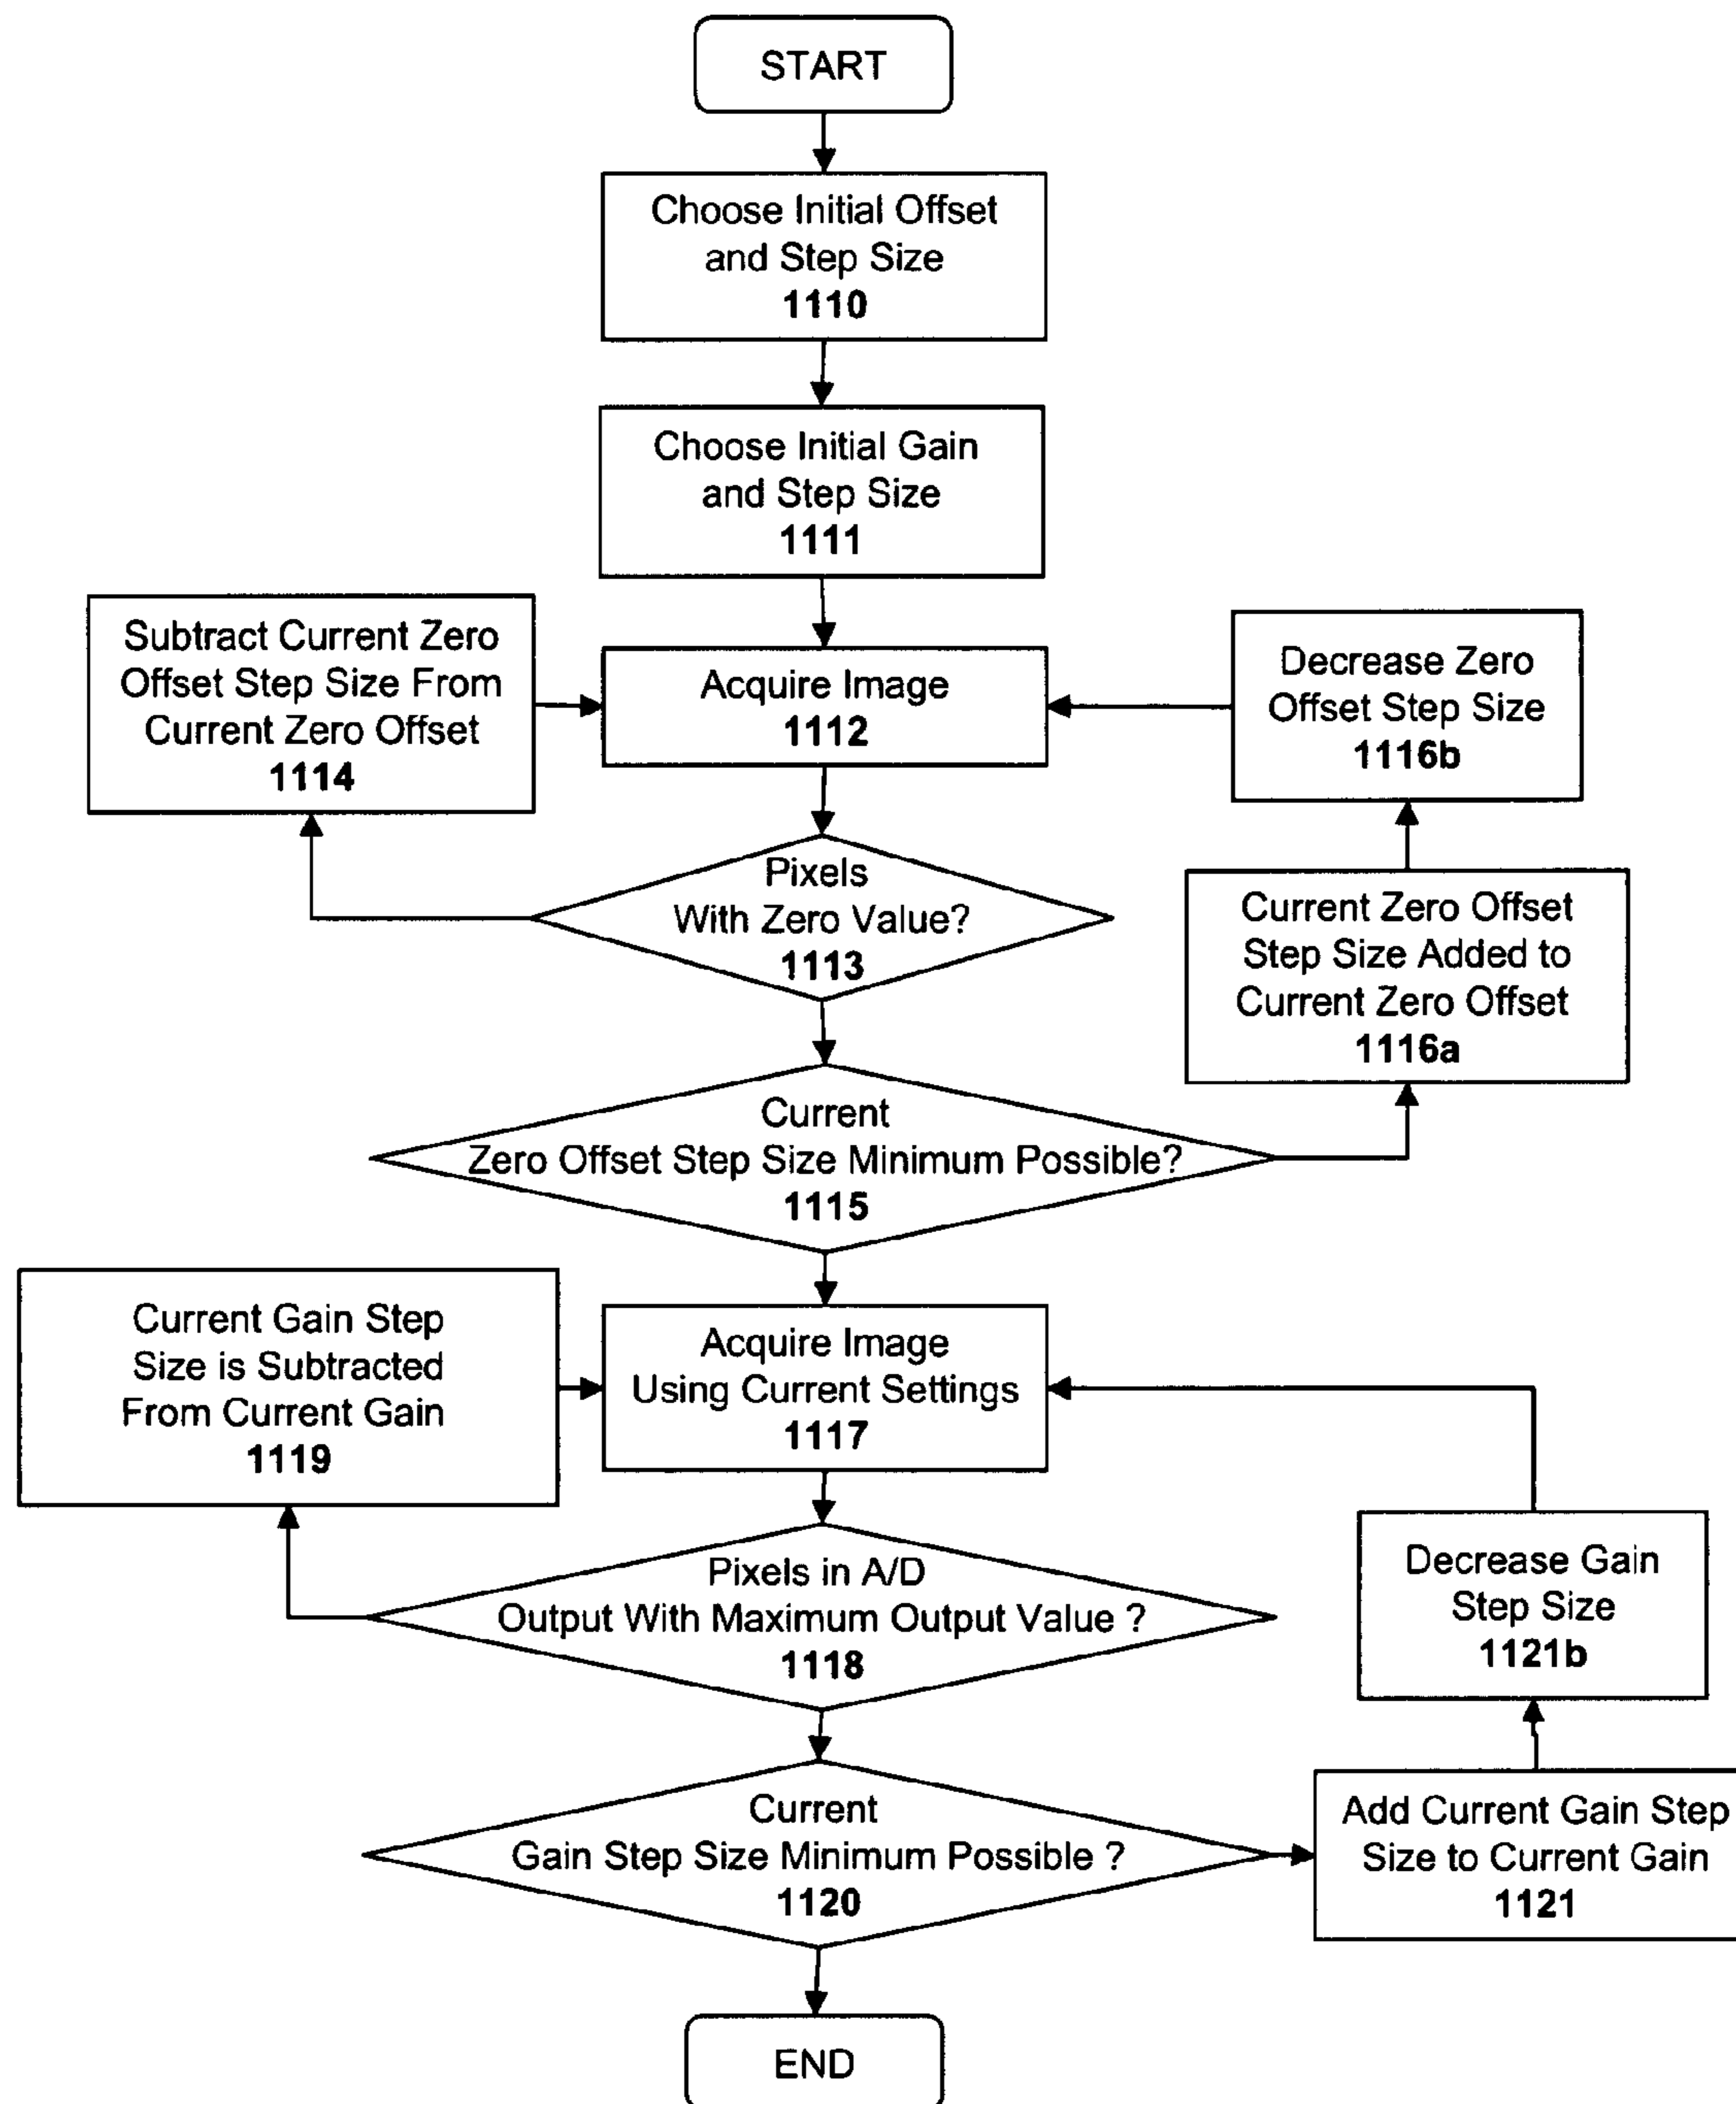 START
Choose Initial Offset
and Step Size
1110
Choose Initial Gain
and Step Size
1111
Subtract Current Zero
Offset Step Size From
Current Zero Offset
1114
Acquire Image
1112
Decrease Zero
Offset Step Size
1116b
Pixels
With Zero Value?
1113
Current Zero Offset
Step Size Added to
Current Zero Offset
1116a
Current
Zero Offset Step Size Minimum Possible?
1115
Current Gain Step
Size is Subtracted
From Current Gain
1119
Acquire Image
Using Current Settings
1117
Pixels in A/D
Output With Maximum Output Value ?
1118
Decrease Gain
Step Size
1121b
Current
Gain Step Size Minimum Possible ?
1120
Add Current Gain Step
Size to Current Gain
1121
END